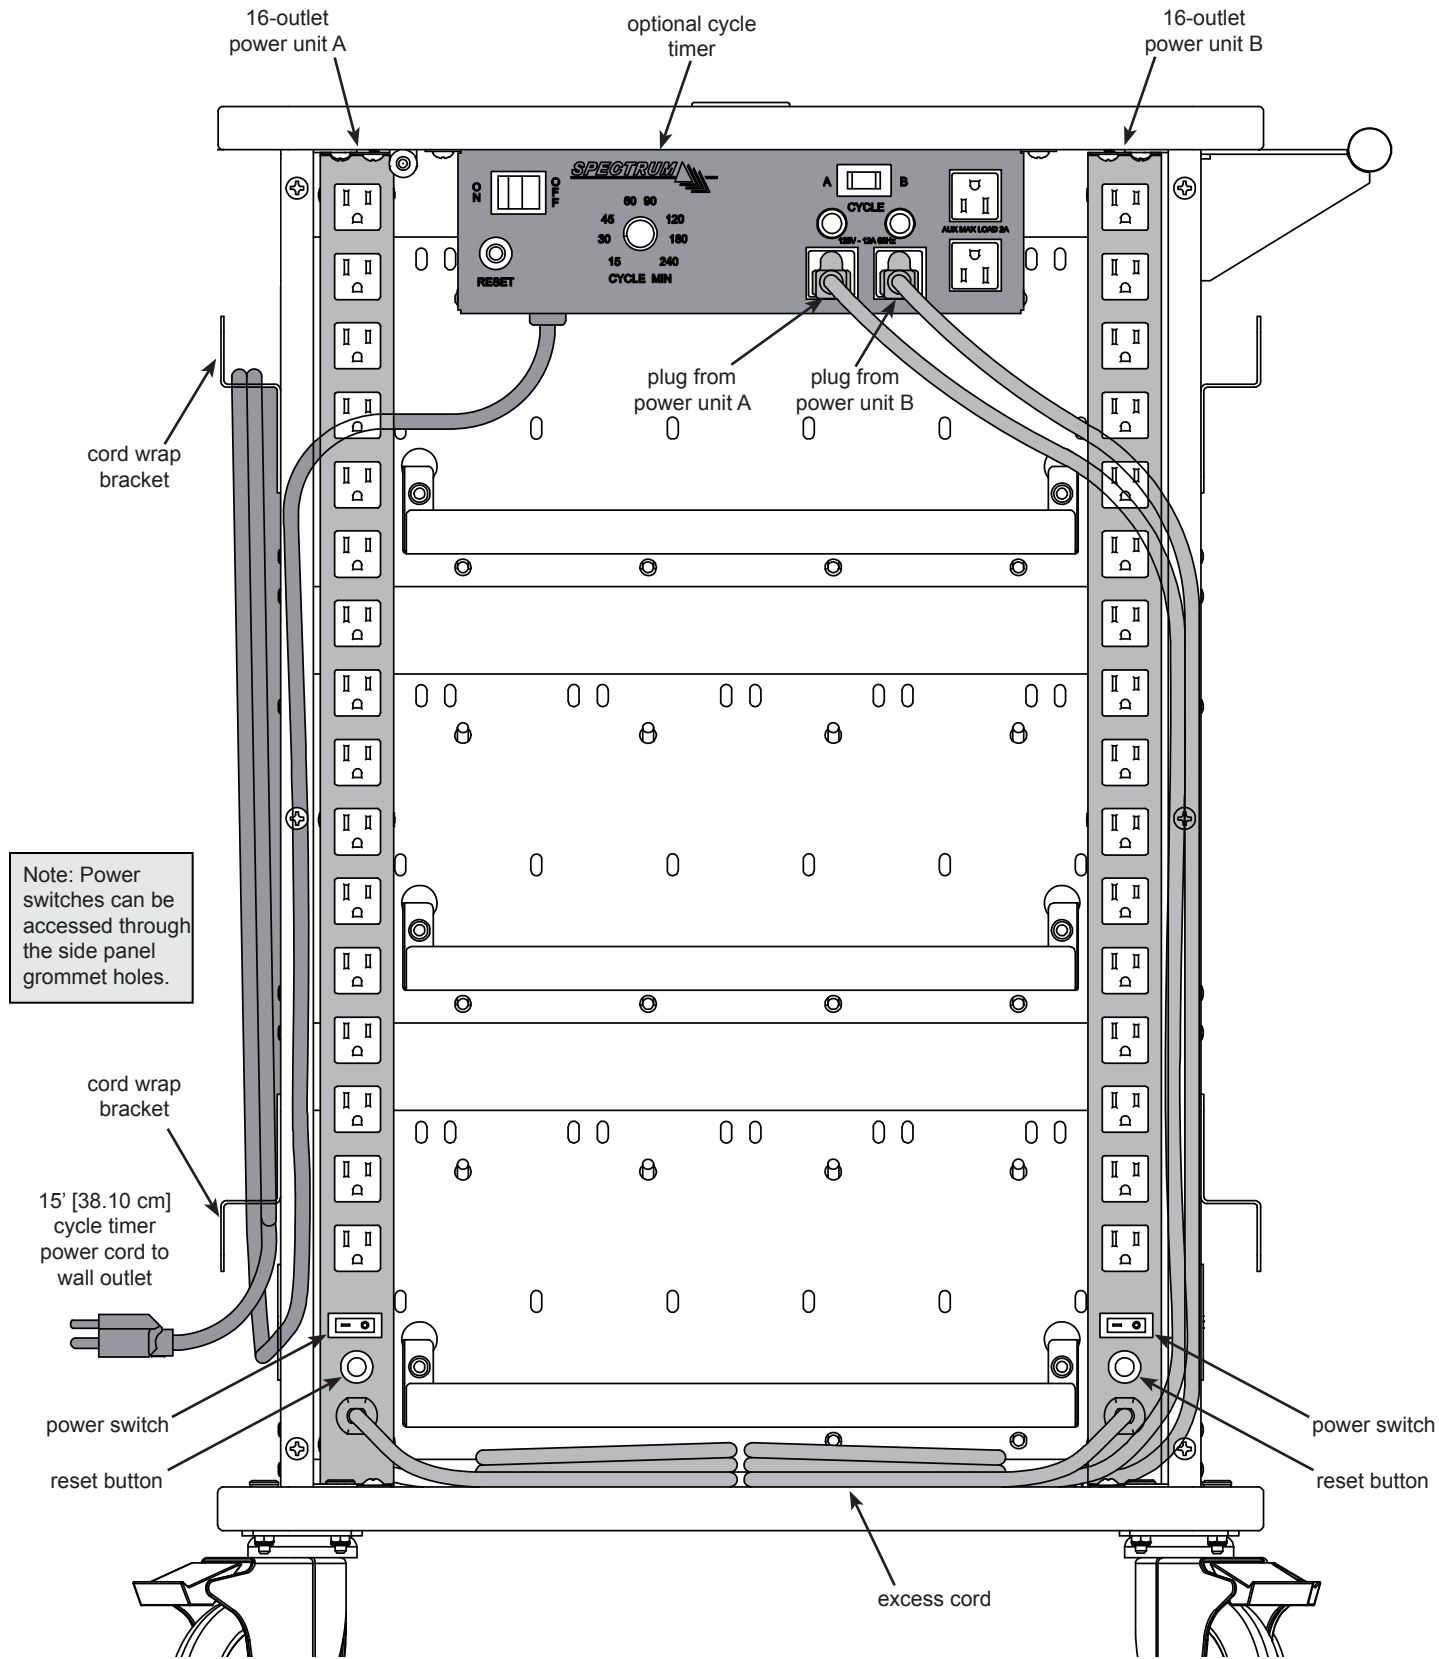 16-outlet
power unit A
optional cycle
timer
16-outlet
power unit B
SPECTRUM
ON
OFF
RESET
60 90
45 120
30 180
15 240
CYCLE MIN
A B
CYCLE
120V - 12A 60HZ
AUX MAX LOAD 2A
plug from
power unit A
plug from
power unit B
cord wrap
bracket
Note: Power
switches can be
accessed through
the side panel
grommet holes.
cord wrap
bracket
15’ [38.10 cm]
cycle timer
power cord to
wall outlet
power switch
reset button
power switch
reset button
excess cord